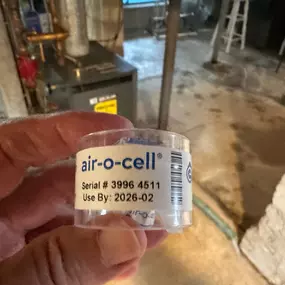 air-o-cell®
Serial # 3996 4511
Use By: 2026-02